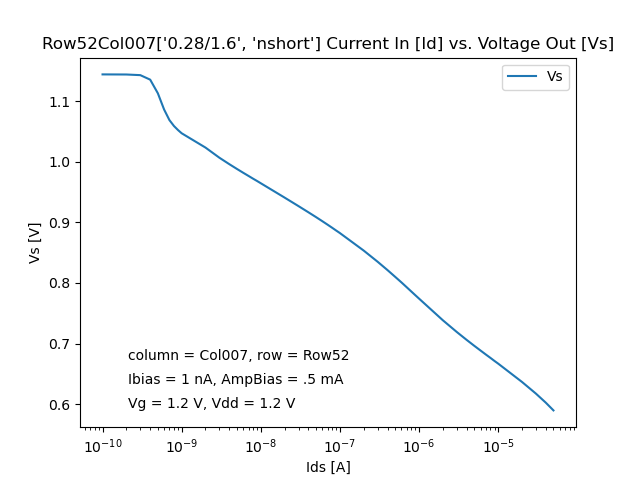 Row52Col007['0.28/1.6', 'nshort'] Current In [Id] vs. Voltage Out [Vs]
Vs
1.1
1.0
0.9
0.8
0.7
0.6
Vs [V]
column = Col007, row = Row52
Ibias = 1 nA, AmpBias = .5 mA
Vg = 1.2 V, Vdd = 1.2 V
10⁻¹⁰ 10⁻⁹ 10⁻⁸ 10⁻⁷ 10⁻⁶ 10⁻⁵
Ids [A]